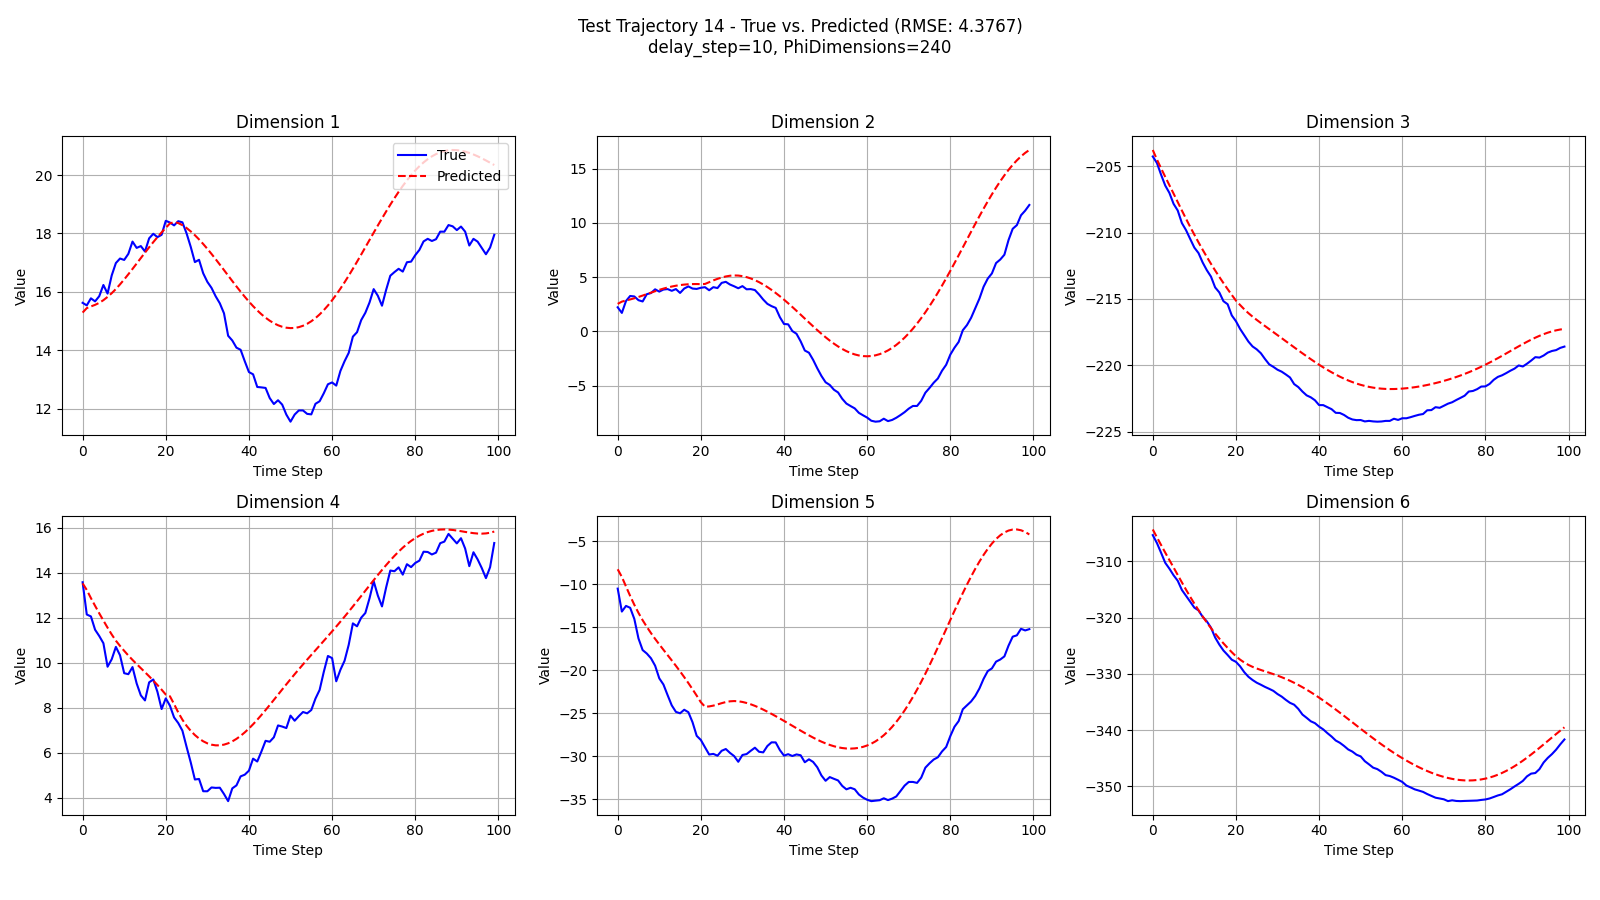 Test Trajectory 14 - True vs. Predicted (RMSE: 4.3767)
delay_step=10, PhiDimensions=240
Dimension 1
Value
20
18
16
14
12
0 20 40 60 80 100
Time Step
True
Predicted
Dimension 2
Value
15
10
5
0
−5
0 20 40 60 80 100
Time Step
Dimension 3
Value
−205
−210
−215
−220
−225
0 20 40 60 80 100
Time Step
Dimension 4
Value
16
14
12
10
8
6
4
0 20 40 60 80 100
Time Step
Dimension 5
Value
−5
−10
−15
−20
−25
−30
−35
0 20 40 60 80 100
Time Step
Dimension 6
Value
−310
−320
−330
−340
−350
0 20 40 60 80 100
Time Step